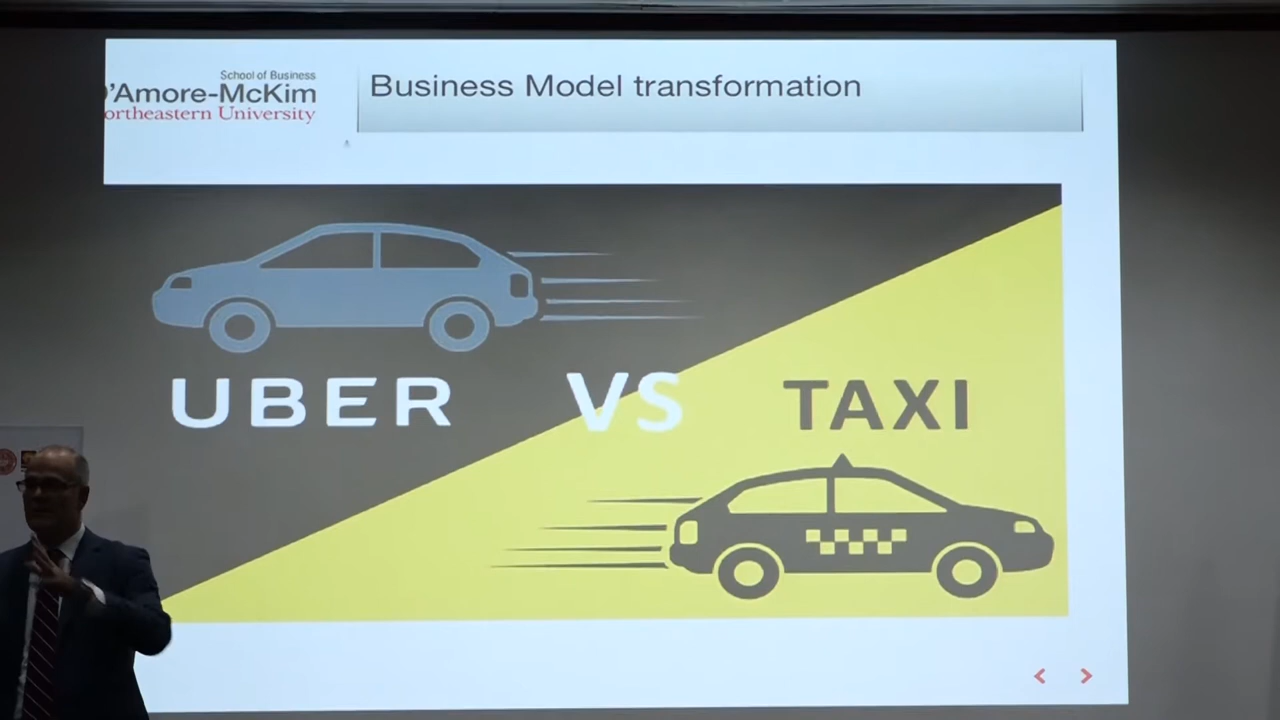 School of Business
'Amore-McKim
ortheastern University
Business Model transformation
UBER VS TAXI